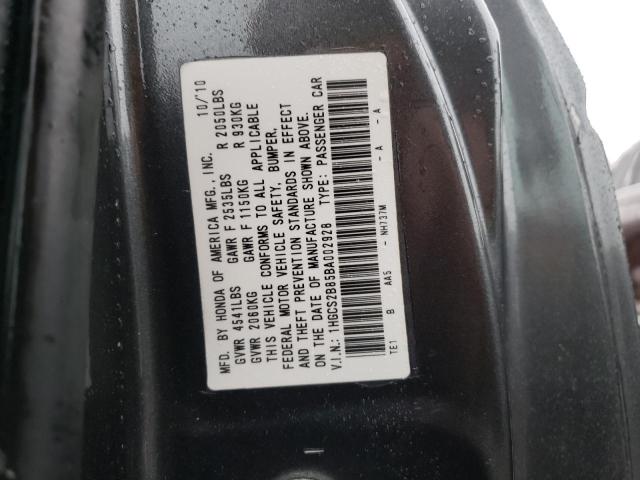 MFD. BY HONDA OF AMERICA MFG., INC. 10/'10
GVWR 4541LBS GAWR F 2535LBS R 2050LBS
GVWR 2060KG GAWR F 1150KG R 930KG
THIS VEHICLE CONFORMS TO ALL APPLICABLE
FEDERAL MOTOR VEHICLE SAFETY, BUMPER,
AND THEFT PREVENTION STANDARDS IN EFFECT
ON THE DATE OF MANUFACTURE SHOWN ABOVE.
V.I.N.: 1HGCS2B85BA002928 TYPE: PASSENGER CAR
TE1 B AA5 - NH737M - A - A